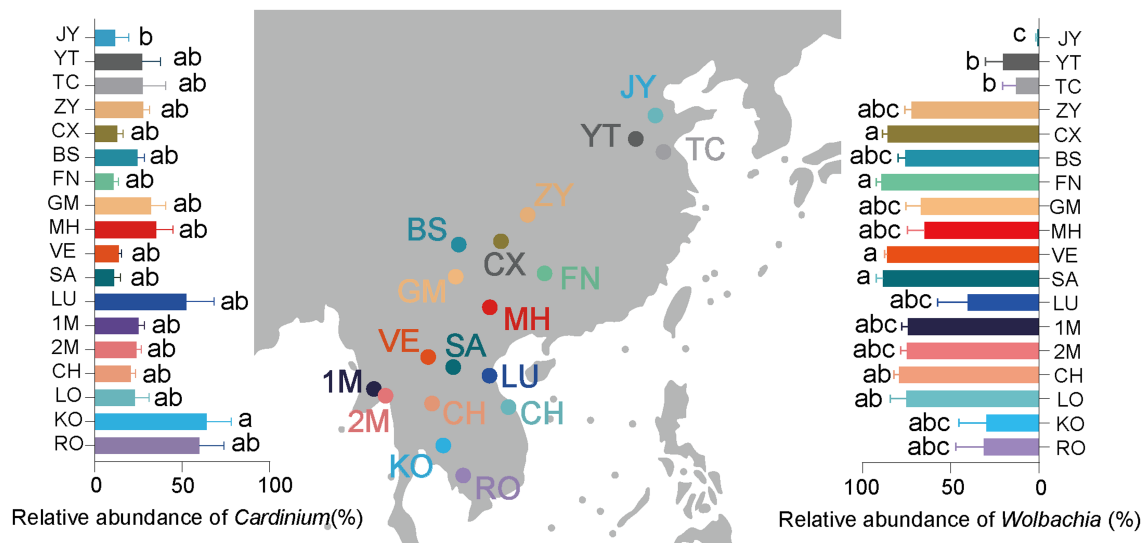 JY b
YT ab
TC ab
ZY ab
CX ab
BS ab
FN ab
GM ab
MH ab
VE ab
SA ab
LU ab
1M ab
2M ab
CH ab
LO ab
KO a
RO ab
0 50 100
Relative abundance of Cardinium(%)
JY
YT
TC
ZY
BS
CX
FN
GM
MH
VE
SA
LU
1M
2M
CH
CH
KO
RO
c JY
b YT
b TC
abc ZY
a CX
abc BS
a FN
abc GM
abc MH
a VE
a SA
abc LU
abc 1M
abc 2M
ab CH
ab LO
abc KO
abc RO
100 50 0
Relative abundance of Wolbachia (%)